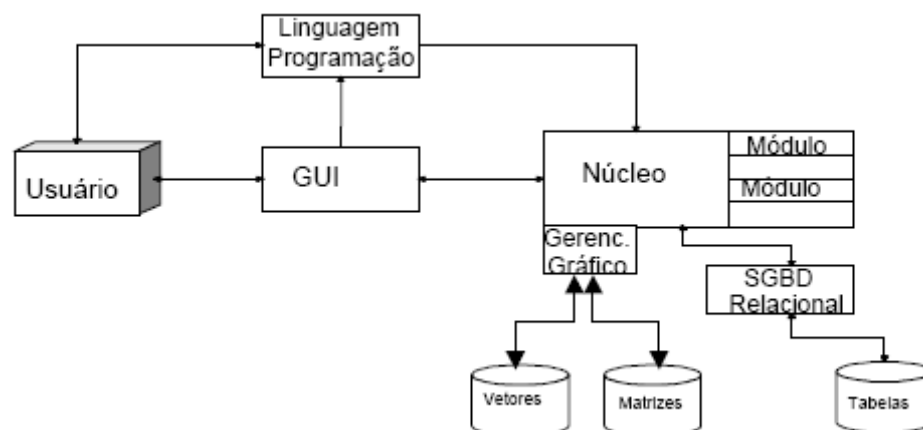 Linguagem
Programação
Usuário
GUI
Núcleo
Módulo
Módulo
Gerenc.
Gráfico
SGBD
Relacional
Vetores
Matrizes
Tabelas